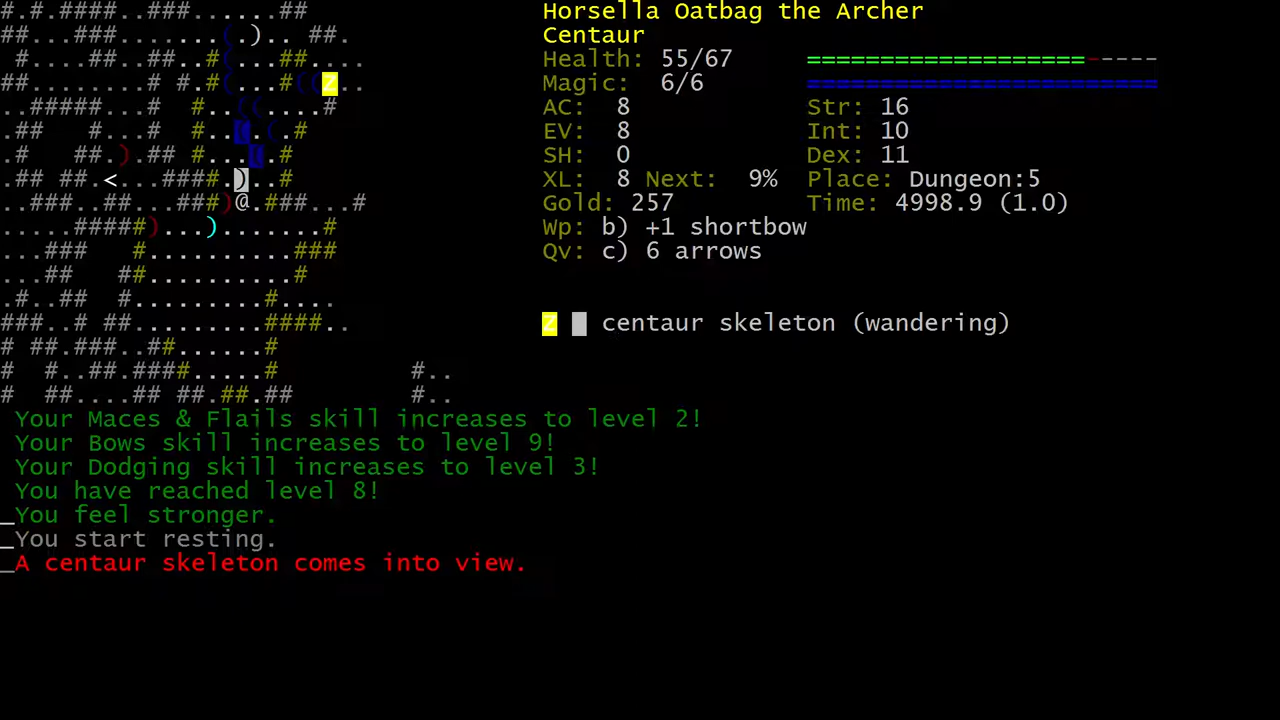 Horsella Oatbag the Archer
Centaur
Health: 55/67
Magic: 6/6
AC: 8 Str: 16
EV: 8 Int: 10
SH: 0 Dex: 11
XL: 8 Next: 9% Place: Dungeon:5
Gold: 257 Time: 4998.9 (1.0)
Wp: b) +1 shortbow
Qv: c) 6 arrows
Z centaur skeleton (wandering)
Your Maces & Flails skill increases to level 2!
Your Bows skill increases to level 9!
Your Dodging skill increases to level 3!
You have reached level 8!
_You feel stronger.
_You start resting.
_A centaur skeleton comes into view.